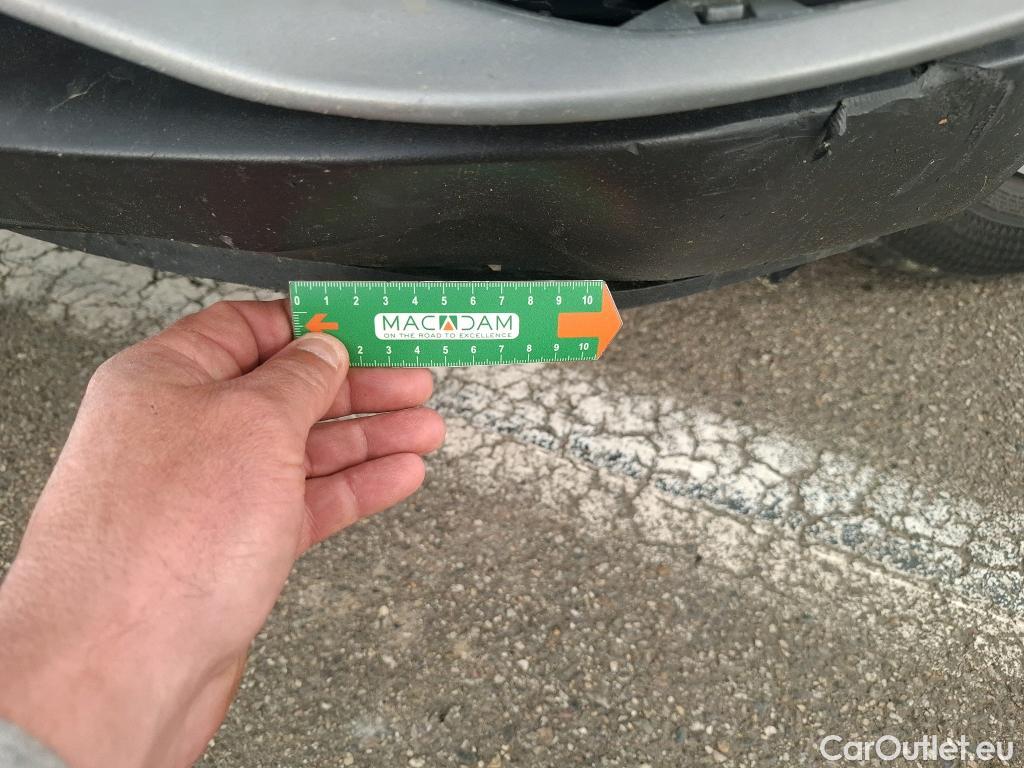 0 1 2 3 4 5 6 7 8 9 10
MACADAM
ON THE ROAD TO EXCELLENCE
2 3 4 5 6 7 8 9 10
CarOutlet.eu